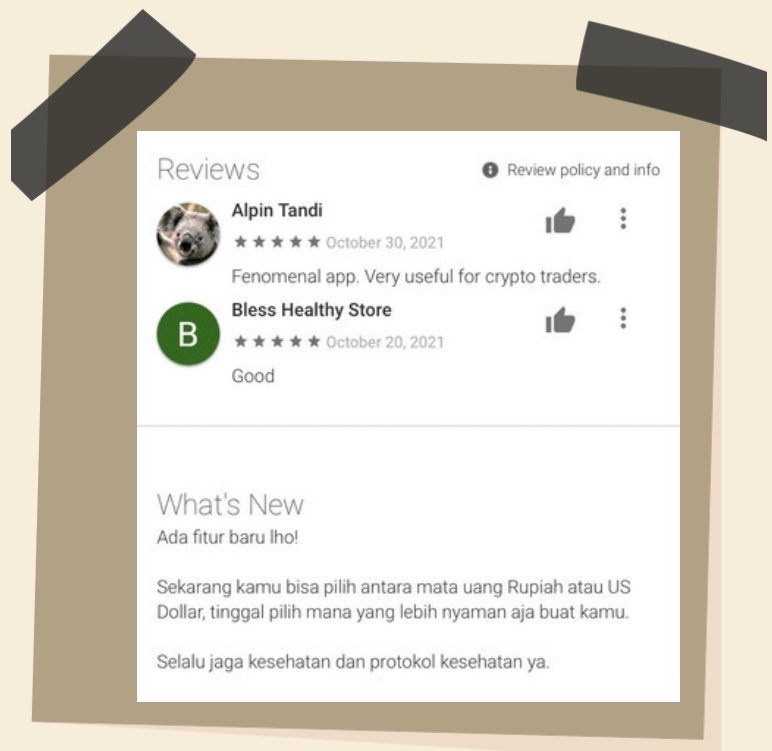 Reviews
Review policy and info
Alpin Tandi
October 30, 2021
Fenomenal app. Very useful for crypto traders.
Bless Healthy Store
B
October 20, 2021
Good
What's New
Ada fitur baru lho!
Sekarang kamu bisa pilih antara mata uang Rupiah atau US
Dollar, tinggal pilih mana yang lebih nyaman aja buat kamu.
Selalu jaga kesehatan dan protokol kesehatan ya.